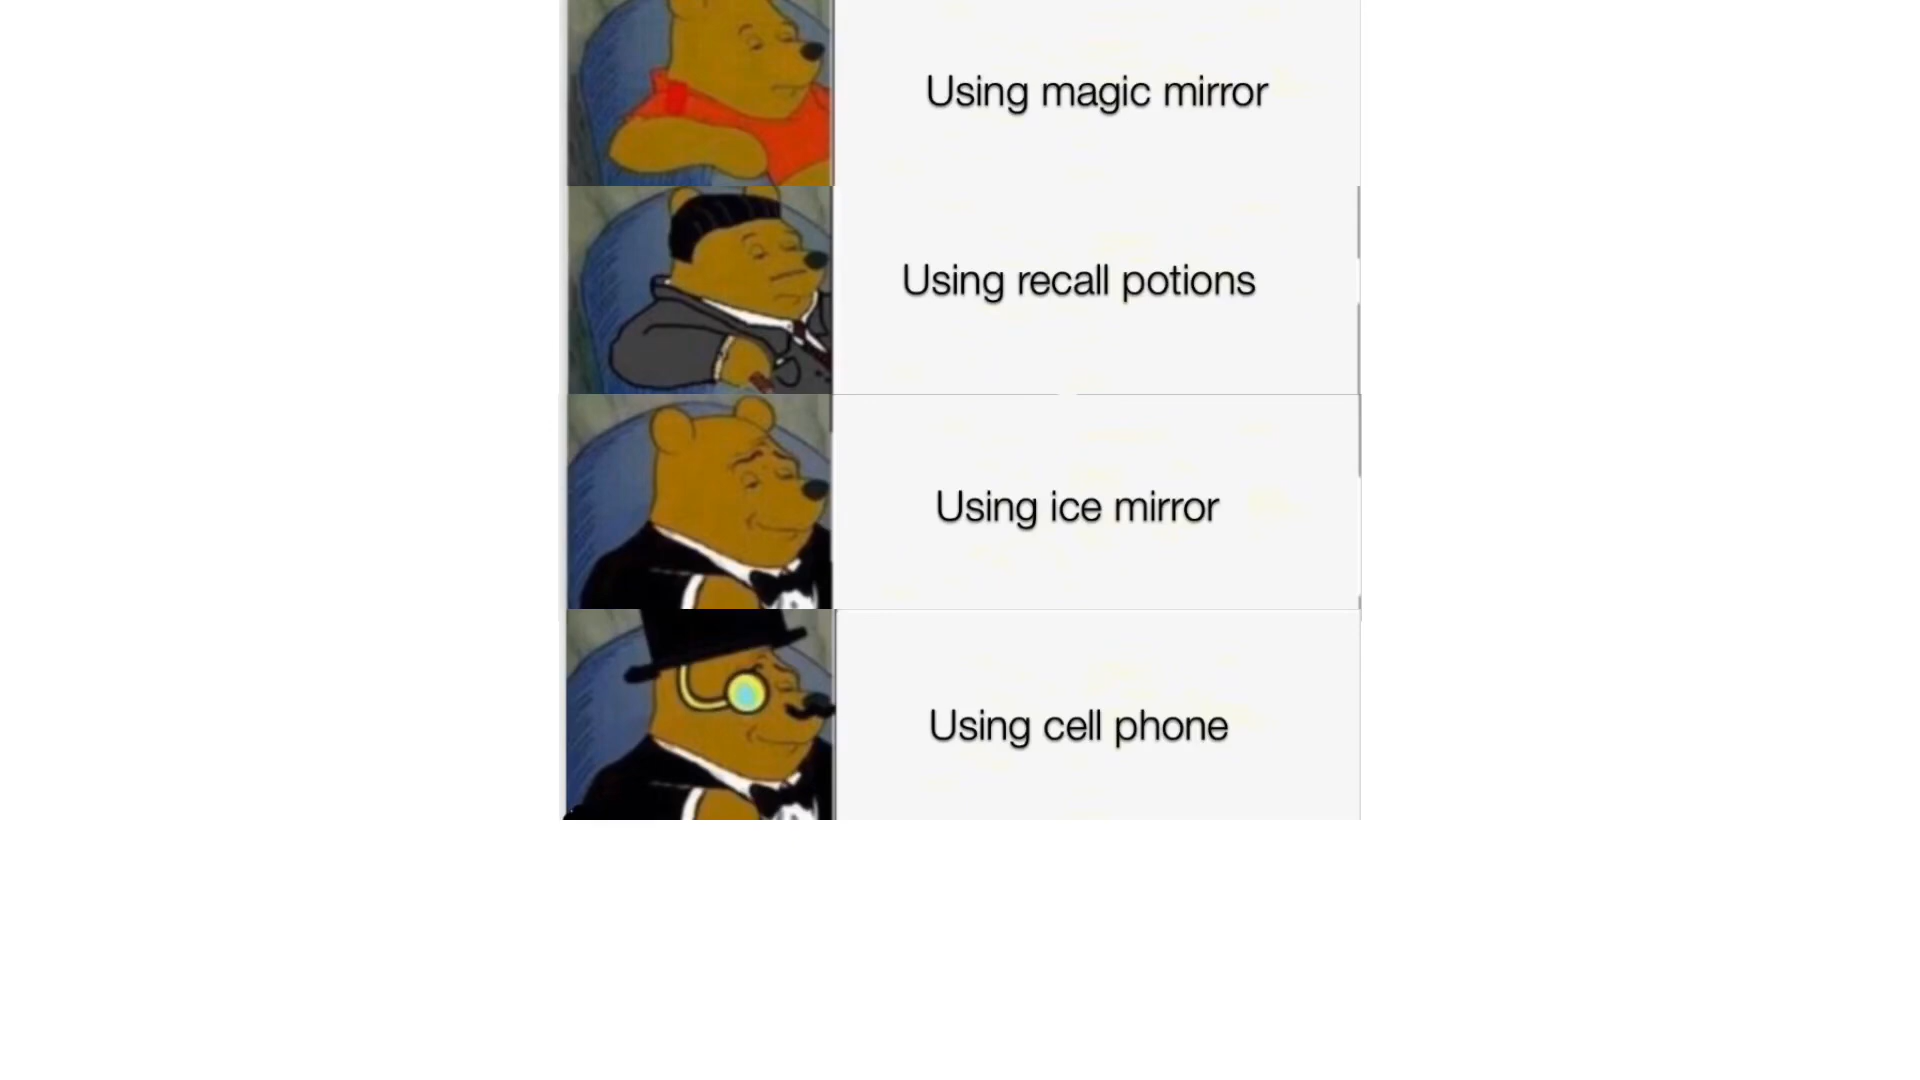 Using magic mirror
Using recall potions
Using ice mirror
Using cell phone